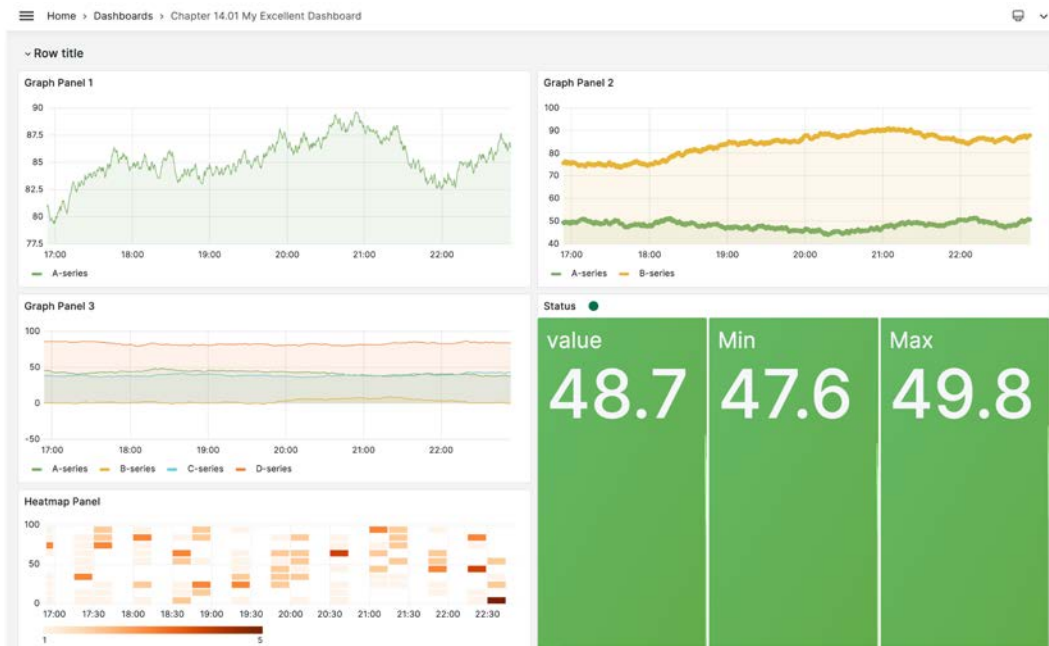 Home › Dashboards › Chapter 14.01 My Excellent Dashboard
Row title
Graph Panel 1
90
87.5
85
82.5
80
77.5
17:00 18:00 19:00 20:00 21:00 22:00
A-series
Graph Panel 2
100
90
80
70
60
50
40
17:00 18:00 19:00 20:00 21:00 22:00
A-series B-series
Graph Panel 3
100
50
0
-50
17:00 18:00 19:00 20:00 21:00 22:00
A-series B-series C-series D-series
Status
value Min Max
48.7 47.6 49.8
Heatmap Panel
100
50
0
17:00 17:30 18:00 18:30 19:00 19:30 20:00 20:30 21:00 21:30 22:00 22:30
1 5